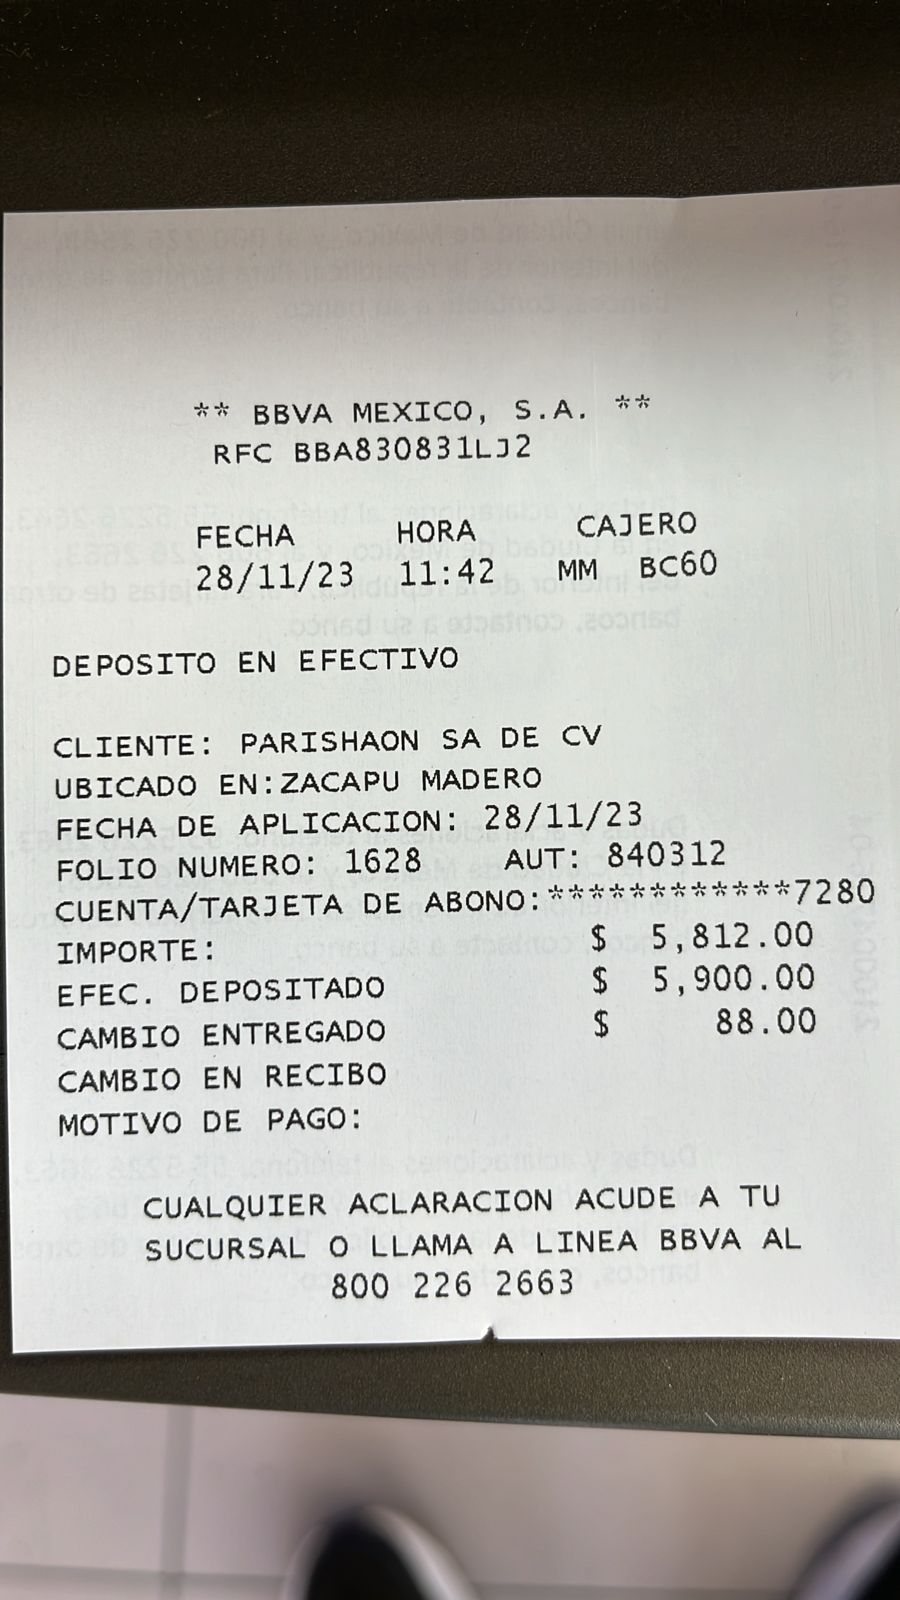 ** BBVA MEXICO, S.A. **
RFC BBA830831LJ2
FECHA HORA CAJERO
28/11/23 11:42 MM BC60
DEPOSITO EN EFECTIVO
CLIENTE: PARISHAON SA DE CV
UBICADO EN:ZACAPU MADERO
FECHA DE APLICACION: 28/11/23
FOLIO NUMERO: 1628 AUT: 840312
CUENTA/TARJETA DE ABONO:************7280
IMPORTE: $ 5,812.00
EFEC. DEPOSITADO $ 5,900.00
CAMBIO ENTREGADO $ 88.00
CAMBIO EN RECIBO
MOTIVO DE PAGO:
CUALQUIER ACLARACION ACUDE A TU
SUCURSAL O LLAMA A LINEA BBVA AL
800 226 2663